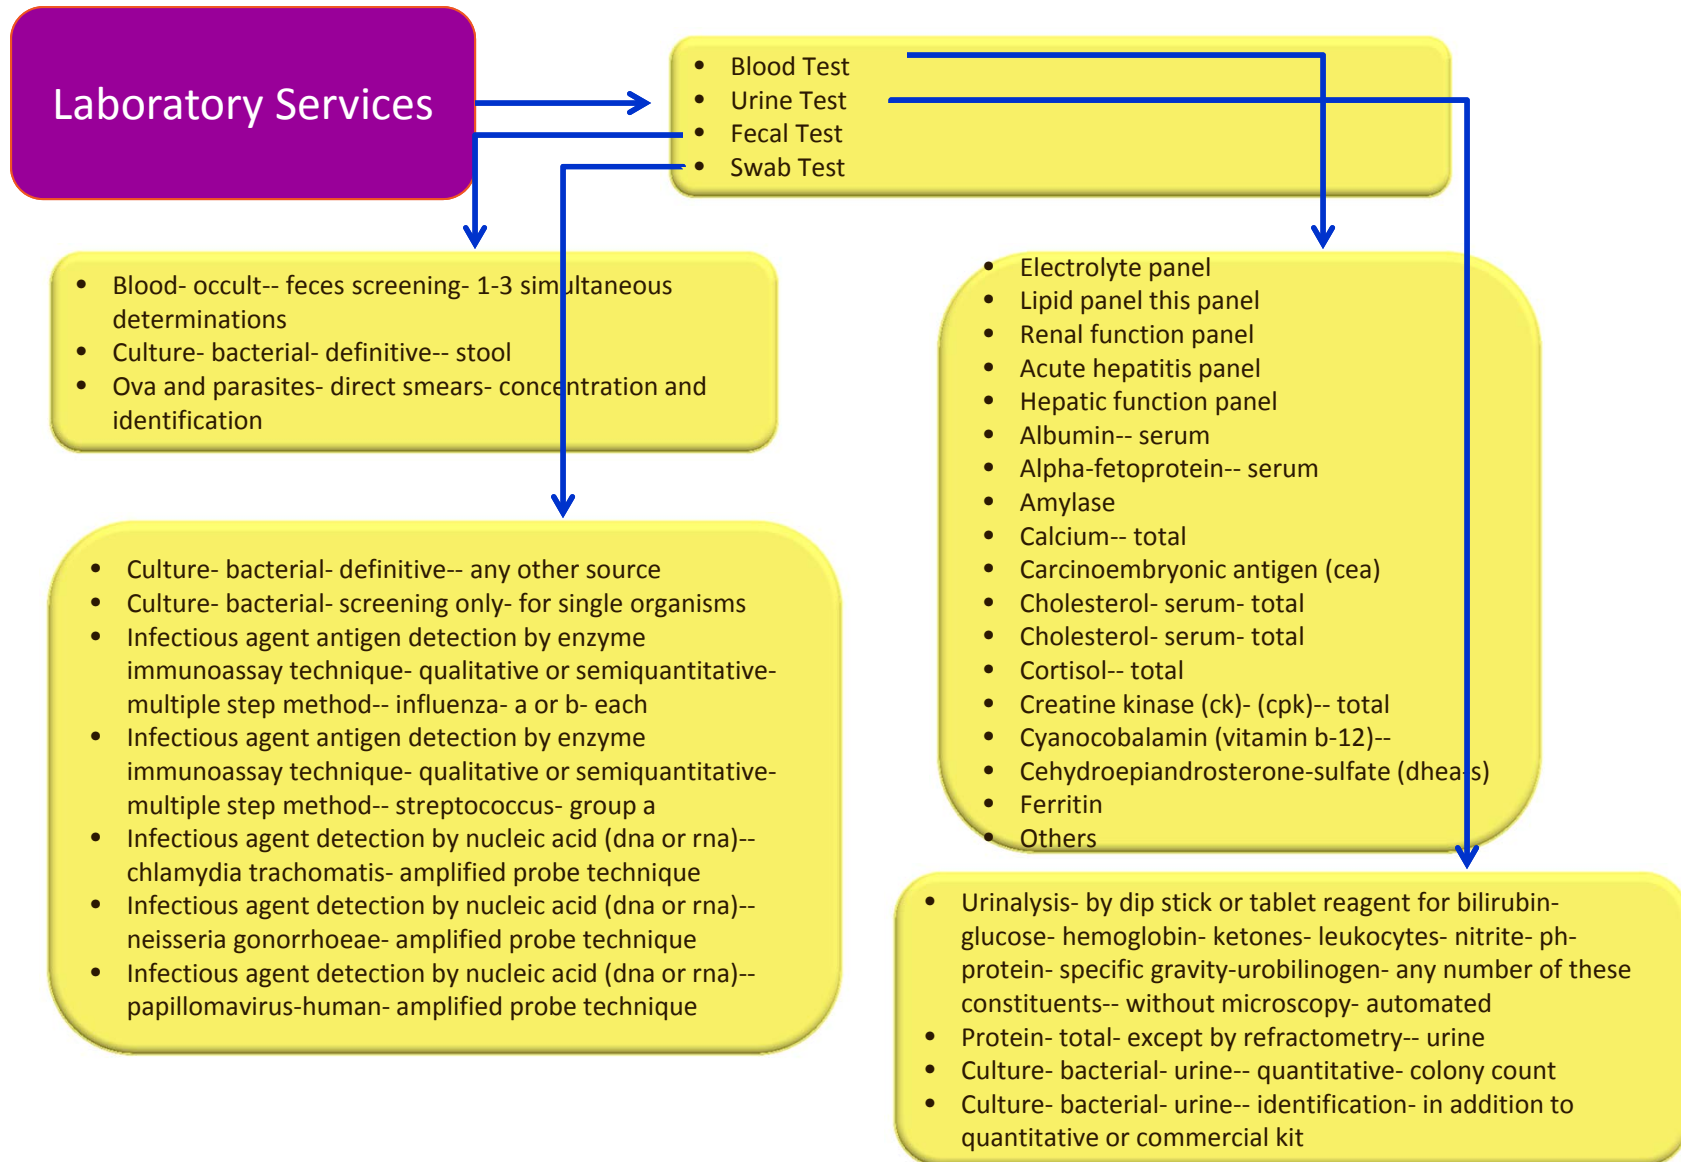 Laboratory Services
• Blood Test
• Urine Test
• Fecal Test
• Swab Test
• Blood- occult-- feces screening- 1-3 simultaneous
determinations
• Culture- bacterial- definitive-- stool
• Ova and parasites- direct smears- concentration and
identification
• Culture- bacterial- definitive-- any other source
• Culture- bacterial- screening only- for single organisms
• Infectious agent antigen detection by enzyme
immunoassay technique- qualitative or semiquantitative-
multiple step method-- influenza- a or b- each
• Infectious agent antigen detection by enzyme
immunoassay technique- qualitative or semiquantitative-
multiple step method-- streptococcus- group a
• Infectious agent detection by nucleic acid (dna or rna)--
chlamydia trachomatis- amplified probe technique
• Infectious agent detection by nucleic acid (dna or rna)--
neisseria gonorrhoeae- amplified probe technique
• Infectious agent detection by nucleic acid (dna or rna)--
papillomavirus-human- amplified probe technique
• Electrolyte panel
• Lipid panel this panel
• Renal function panel
• Acute hepatitis panel
• Hepatic function panel
• Albumin-- serum
• Alpha-fetoprotein-- serum
• Amylase
• Calcium-- total
• Carcinoembryonic antigen (cea)
• Cholesterol- serum- total
• Cholesterol- serum- total
• Cortisol-- total
• Creatine kinase (ck)- (cpk)-- total
• Cyanocobalamin (vitamin b-12)--
• Cehydroepiandrosterone-sulfate (dhea-s)
• Ferritin
• Others
• Urinalysis- by dip stick or tablet reagent for bilirubin-
glucose- hemoglobin- ketones- leukocytes- nitrite- ph-
protein- specific gravity-urobilinogen- any number of these
constituents-- without microscopy- automated
• Protein- total- except by refractometry-- urine
• Culture- bacterial- urine-- quantitative- colony count
• Culture- bacterial- urine-- identification- in addition to
quantitative or commercial kit